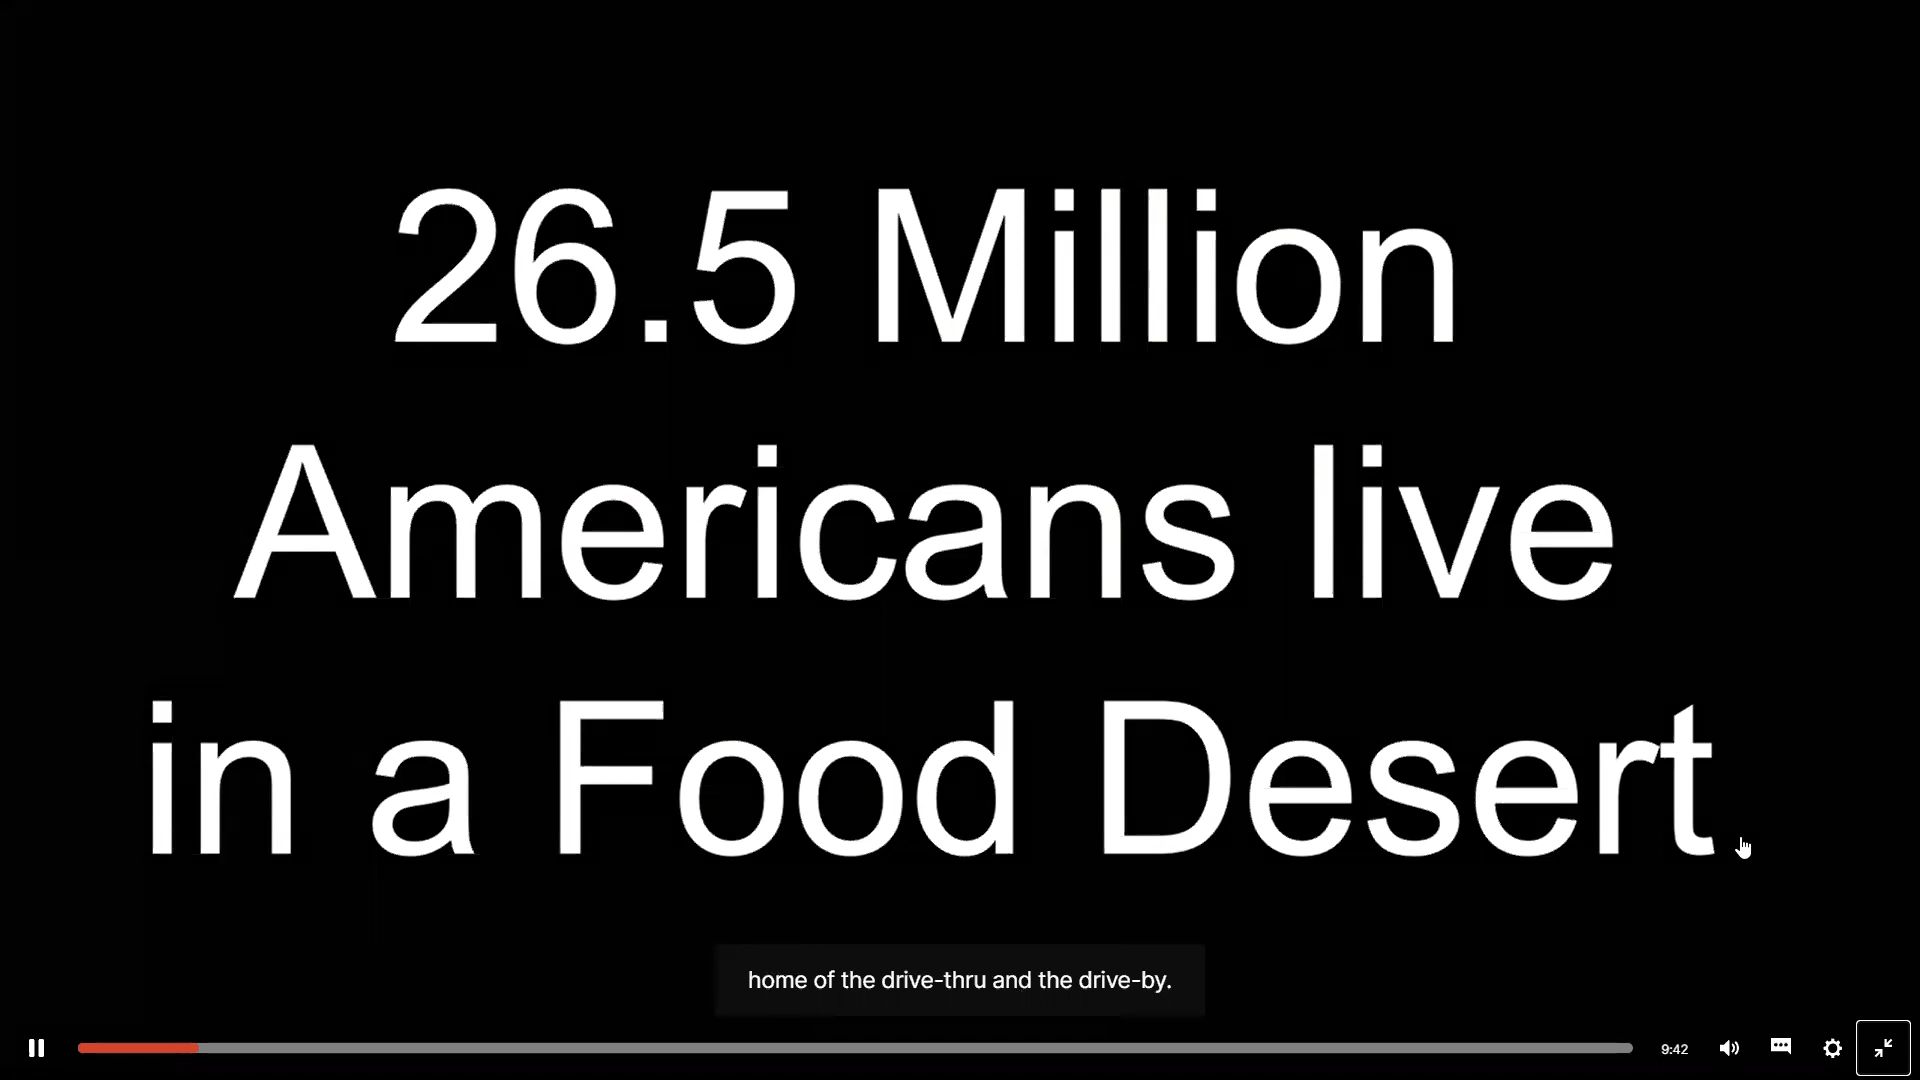 26.5 Million
Americans live
in a Food Desert
home of the drive-thru and the drive-by.
9:42